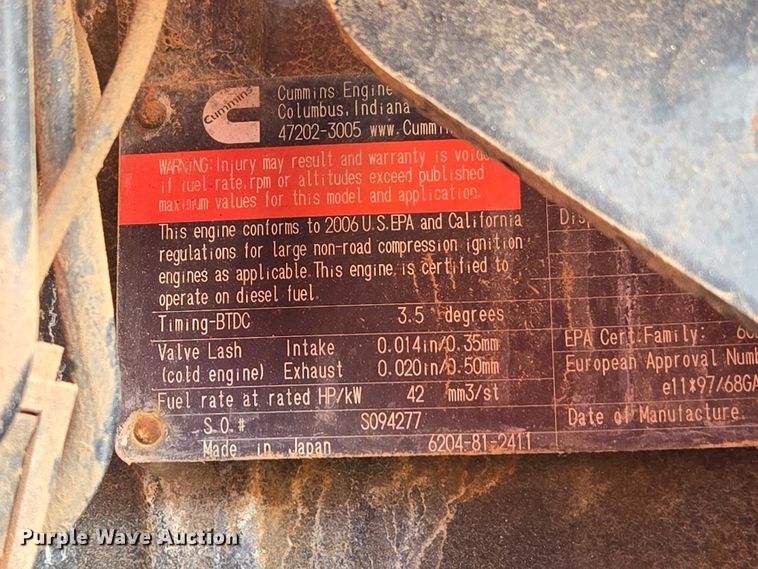 Cummins
Cummins Engine
Columbus, Indiana
47202-3005 www.Cummin
WARNING: Injury may result and warranty is voide
if fuel rate, rpm or altitudes exceed published
maximum values for this model and application.
This engine conforms to 2006 U.S.EPA and California
regulations for large non-road compression ignition
engines as applicable. This engine is certified to
operate on diesel fuel.
Timing-BTDC 3.5 degrees
Valve Lash Intake 0.014in/0.35mm
(cold engine) Exhaust 0.020in/0.50mm
Fuel rate at rated HP/kW 42 mm3/st
S.O.# S094277
Made in Japan 6204-81-2411
EPA Cert.Family:
European Approval Numb
e11*97/68GA
Date of Manufacture.
Purple Wave Auction